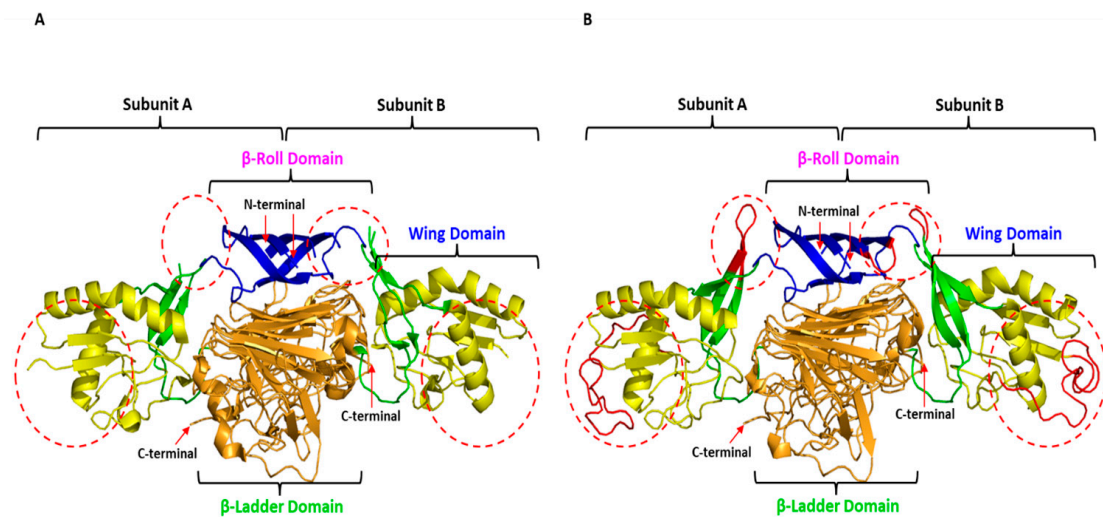 A
Subunit A
Subunit B
β-Roll Domain
N-terminal
Wing Domain
C-terminal
C-terminal
β-Ladder Domain
B
Subunit A
Subunit B
β-Roll Domain
N-terminal
Wing Domain
C-terminal
C-terminal
β-Ladder Domain